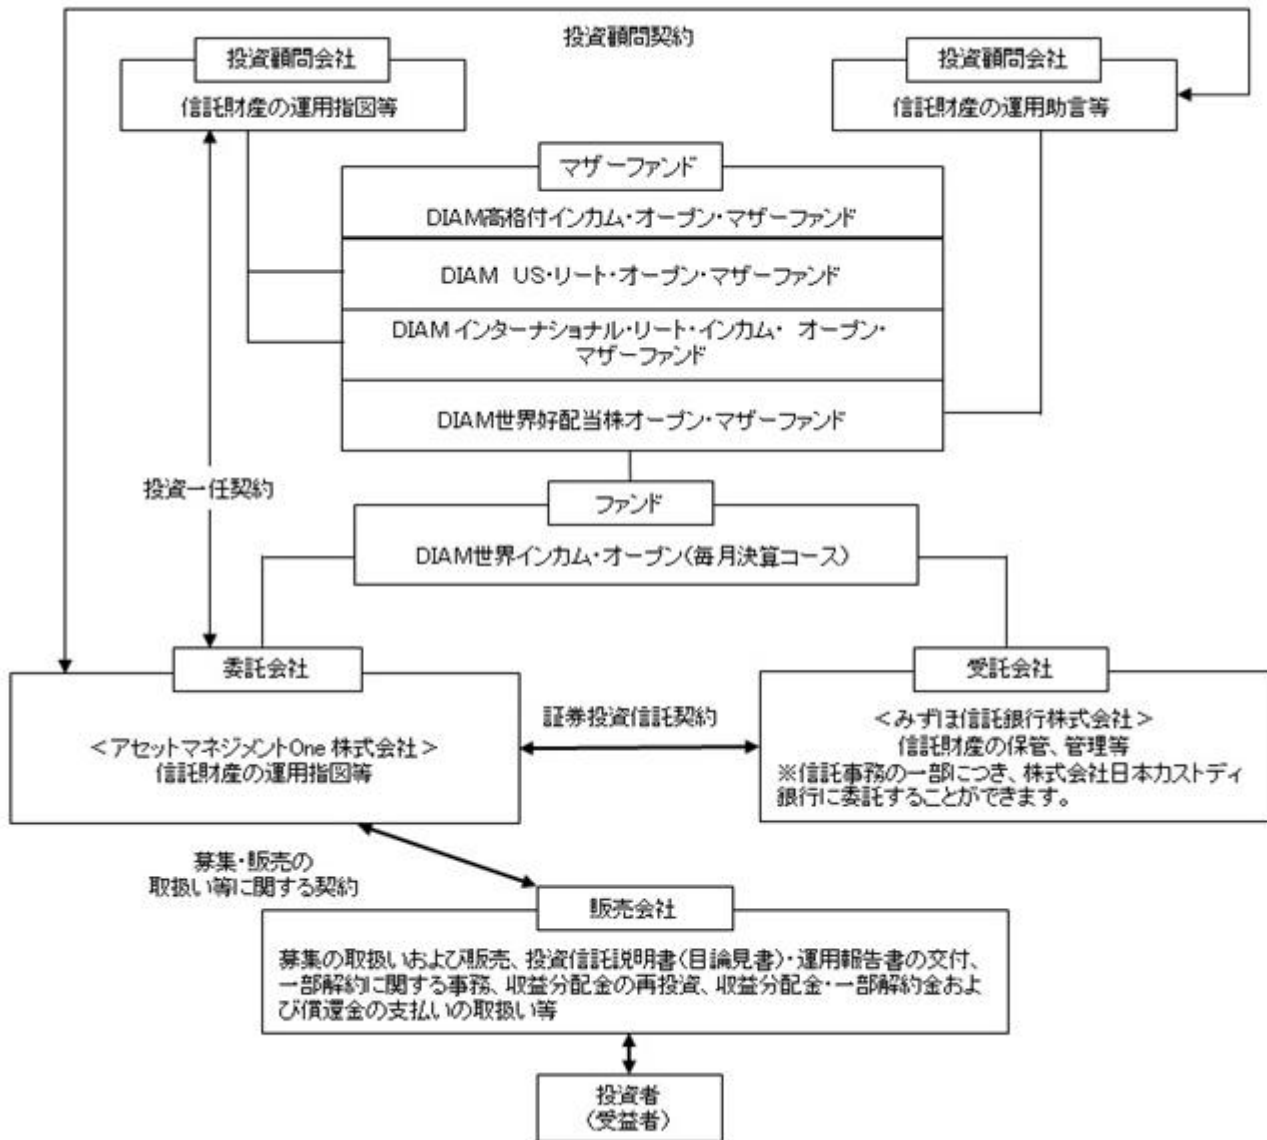 投資顧問契約
投資顧問会社
信託財産の運用指図等
投資顧問会社
信託財産の運用助言等
マザーファンド
DIAM高格付インカム・オープン・マザーファンド
DIAM US・リート・オープン・マザーファンド
DIAM インターナショナル・リート・インカム・ オープン・
マザーファンド
DIAM世界好配当株オープン・マザーファンド
投資一任契約
ファンド
DIAM世界インカム・オープン(毎月決算コース)
委託会社
<アセットマネジメントOne 株式会社>
信託財産の運用指図等
証券投資信託契約
受託会社
<みずほ信託銀行株式会社>
信託財産の保管、管理等
※信託事務の一部につき、株式会社日本カストディ
銀行に委託することができます。
募集・販売の
取扱い等に関する契約
販売会社
募集の取扱いおよび販売、投資信託説明書(目論見書)・運用報告書の交付、
一部解約に関する事務、収益分配金の再投資、収益分配金・一部解約金およ
び償還金の支払いの取扱い等
投資者
(受益者)